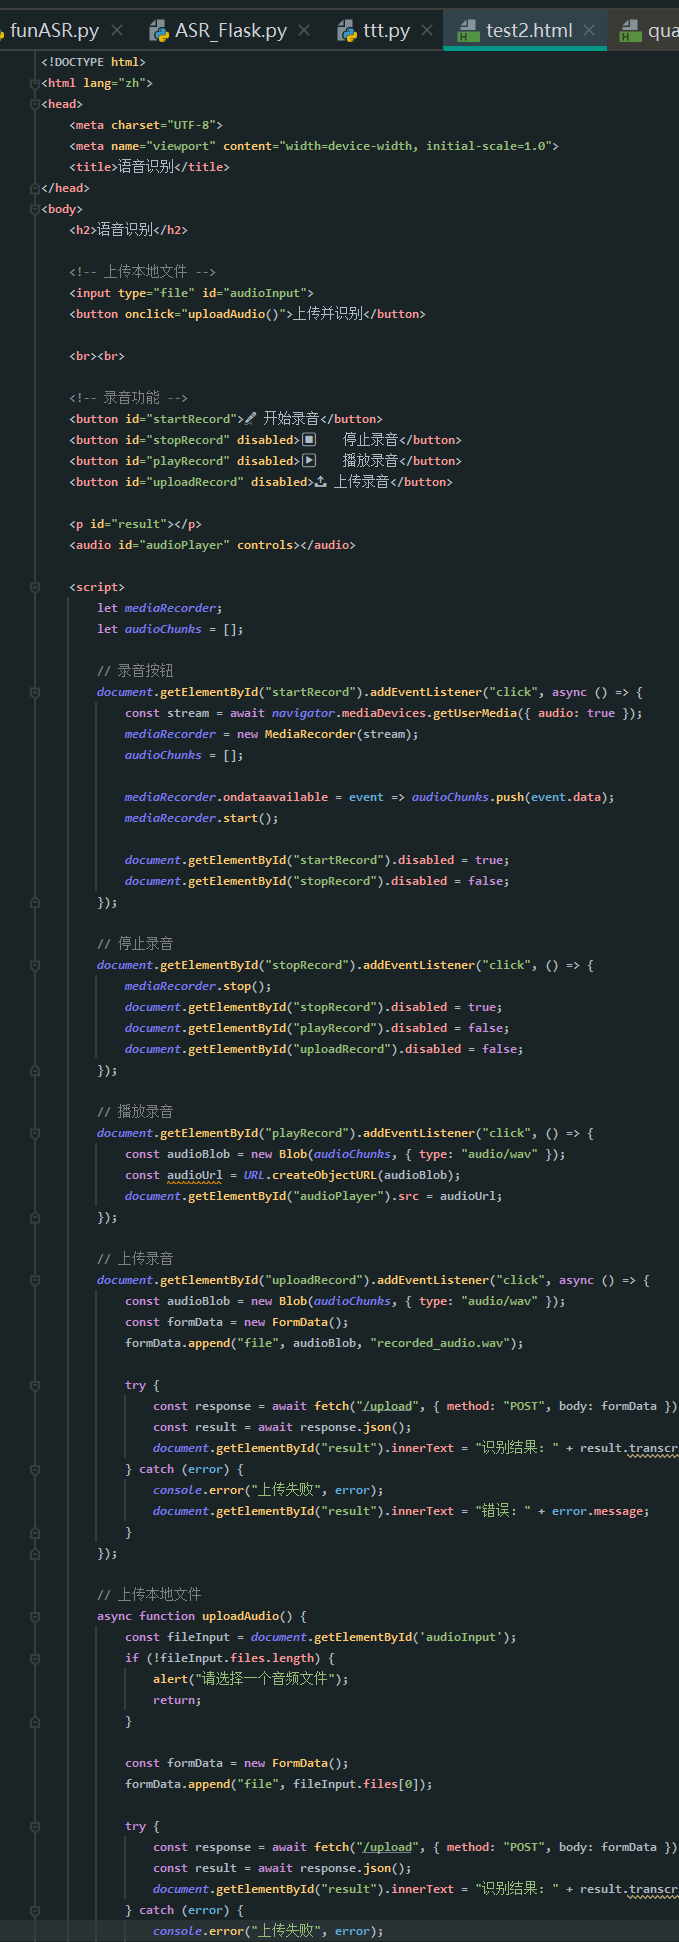 funASR.py ASR_Flask.py ttt.py test2.html qua
<!DOCTYPE html>
<html lang="zh">
<head>
<meta charset="UTF-8">
<meta name="viewport" content="width=device-width, initial-scale=1.0">
<title>语音识别</title>
</head>
<body>
<h2>语音识别</h2>
<!-- 上传本地文件 -->
<input type="file" id="audioInput">
<button onclick="uploadAudio()">上传并识别</button>
<br><br>
<!-- 录音功能 -->
<button id="startRecord">🎤 开始录音</button>
<button id="stopRecord" disabled>⏹ 停止录音</button>
<button id="playRecord" disabled>▶ 播放录音</button>
<button id="uploadRecord" disabled>📤 上传录音</button>
<p id="result"></p>
<audio id="audioPlayer" controls></audio>
<script>
let mediaRecorder;
let audioChunks = [];
// 录音按钮
document.getElementById("startRecord").addEventListener("click", async () => {
const stream = await navigator.mediaDevices.getUserMedia({ audio: true });
mediaRecorder = new MediaRecorder(stream);
audioChunks = [];
mediaRecorder.ondataavailable = event => audioChunks.push(event.data);
mediaRecorder.start();
document.getElementById("startRecord").disabled = true;
document.getElementById("stopRecord").disabled = false;
});
// 停止录音
document.getElementById("stopRecord").addEventListener("click", () => {
mediaRecorder.stop();
document.getElementById("stopRecord").disabled = true;
document.getElementById("playRecord").disabled = false;
document.getElementById("uploadRecord").disabled = false;
});
// 播放录音
document.getElementById("playRecord").addEventListener("click", () => {
const audioBlob = new Blob(audioChunks, { type: "audio/wav" });
const audioUrl = URL.createObjectURL(audioBlob);
document.getElementById("audioPlayer").src = audioUrl;
});
// 上传录音
document.getElementById("uploadRecord").addEventListener("click", async () => {
const audioBlob = new Blob(audioChunks, { type: "audio/wav" });
const formData = new FormData();
formData.append("file", audioBlob, "recorded_audio.wav");
try {
const response = await fetch("/upload", { method: "POST", body: formData })
const result = await response.json();
document.getElementById("result").innerText = "识别结果: " + result.transcr
} catch (error) {
console.error("上传失败", error);
document.getElementById("result").innerText = "错误: " + error.message;
}
});
// 上传本地文件
async function uploadAudio() {
const fileInput = document.getElementById('audioInput');
if (!fileInput.files.length) {
alert("请选择一个音频文件");
return;
}
const formData = new FormData();
formData.append("file", fileInput.files[0]);
try {
const response = await fetch("/upload", { method: "POST", body: formData })
const result = await response.json();
document.getElementById("result").innerText = "识别结果: " + result.transcr
} catch (error) {
console.error("上传失败", error);